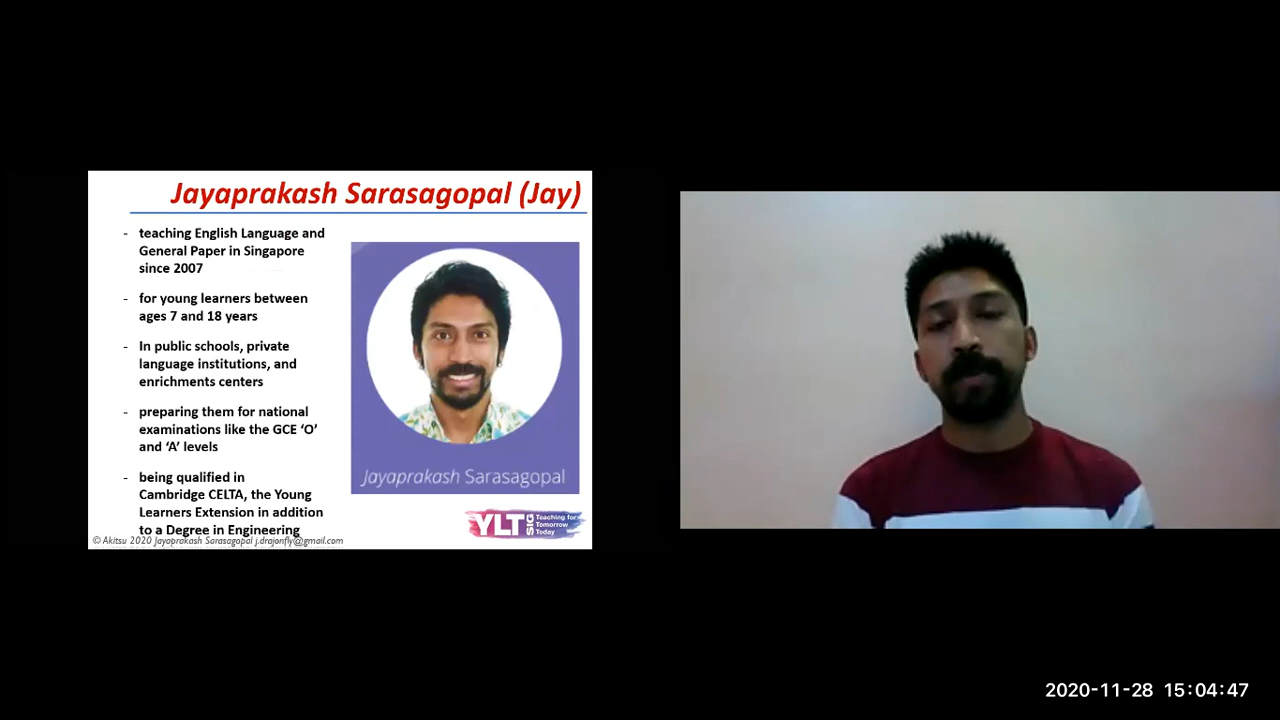 Jayaprakash Sarasagopal (Jay)
- teaching English Language and
General Paper in Singapore
since 2007
- for young learners between
ages 7 and 18 years
- In public schools, private
language institutions, and
enrichments centers
- preparing them for national
examinations like the GCE ‘O’
and ‘A’ levels
- being qualified in
Cambridge CELTA, the Young
Learners Extension in addition
to a Degree in Engineering
© Akitsu 2020 Jayaprakash Sarasagopal j.drajonfly@gmail.com
Jayaprakash Sarasagopal
YLT SIG
Teaching for
Tomorrow
Today
2020-11-28 15:04:47